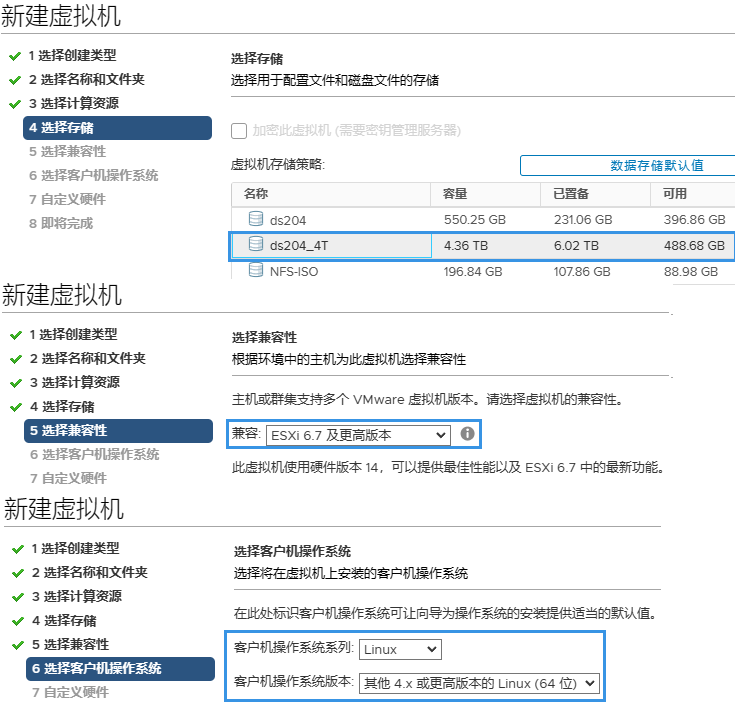 新建虚拟机
1 选择创建类型
2 选择名称和文件夹
3 选择计算资源
4 选择存储
5 选择兼容性
6 选择客户机操作系统
7 自定义硬件
8 即将完成
选择存储
选择用于配置文件和磁盘文件的存储
加密此虚拟机 (需要密钥管理服务器)
虚拟机存储策略: 数据存储默认值
名称 容量 已置备 可用
ds204 550.25 GB 231.06 GB 396.86 GB
ds204_4T 4.36 TB 6.02 TB 488.68 GB
NFS-ISO 196.84 GB 107.86 GB 88.98 GB
新建虚拟机
1 选择创建类型
2 选择名称和文件夹
3 选择计算资源
4 选择存储
5 选择兼容性
6 选择客户机操作系统
7 自定义硬件
选择兼容性
根据环境中的主机为此虚拟机选择兼容性
主机或群集支持多个 VMware 虚拟机版本。请选择虚拟机的兼容性。
兼容: ESXi 6.7 及更高版本
此虚拟机使用硬件版本 14，可以提供最佳性能以及 ESXi 6.7 中的最新功能。
新建虚拟机
1 选择创建类型
2 选择名称和文件夹
3 选择计算资源
4 选择存储
5 选择兼容性
6 选择客户机操作系统
7 自定义硬件
选择客户机操作系统
选择将在虚拟机上安装的客户机操作系统
在此处标识客户机操作系统可让向导为操作系统的安装提供适当的默认值。
客户机操作系统系列: Linux
客户机操作系统版本: 其他 4.x 或更高版本的 Linux (64 位)